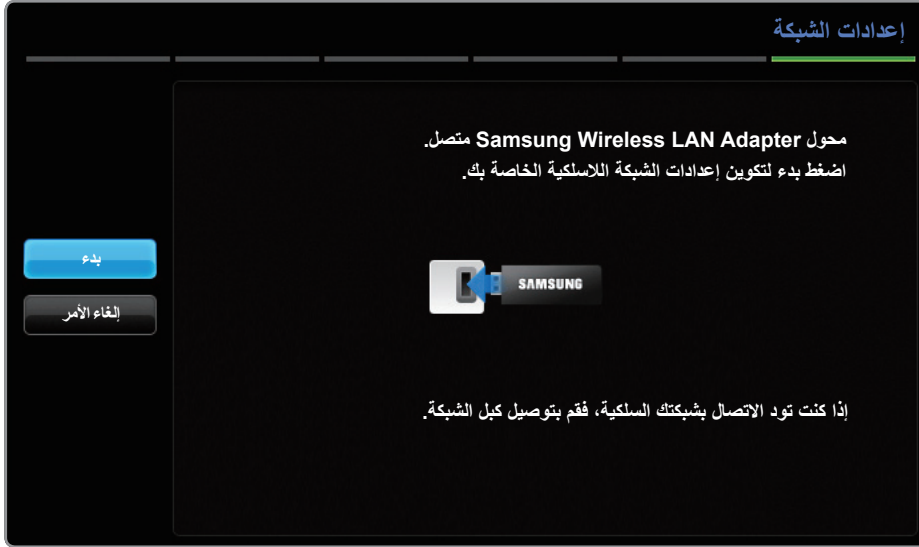 إعدادات الشبكة
محول Samsung Wireless LAN Adapter متصل.
اضغط بدء لتكوين إعدادات الشبكة اللاسلكية الخاصة بك.
بدء
SAMSUNG
إلغاء الأمر
إذا كنت تود الاتصال بشبكتك السلكية، فقم بتوصيل كبل الشبكة.